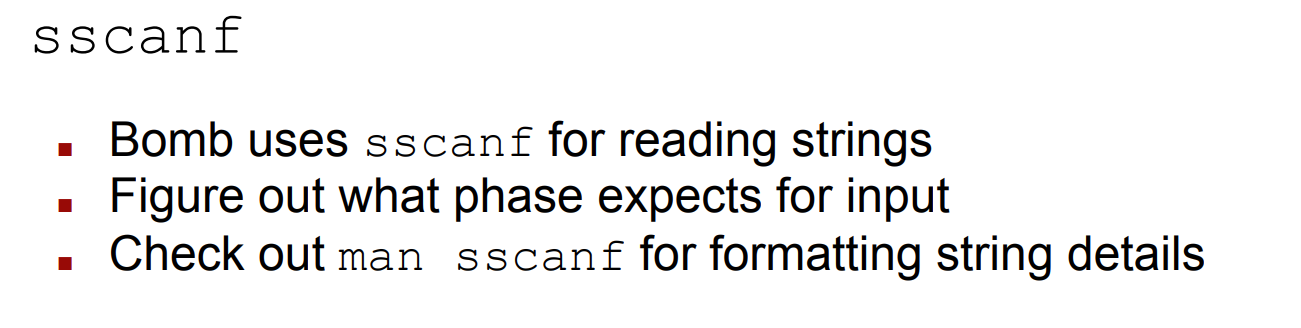 sscanf
Bomb uses sscanf for reading strings
Figure out what phase expects for input
Check out man sscanf for formatting string details